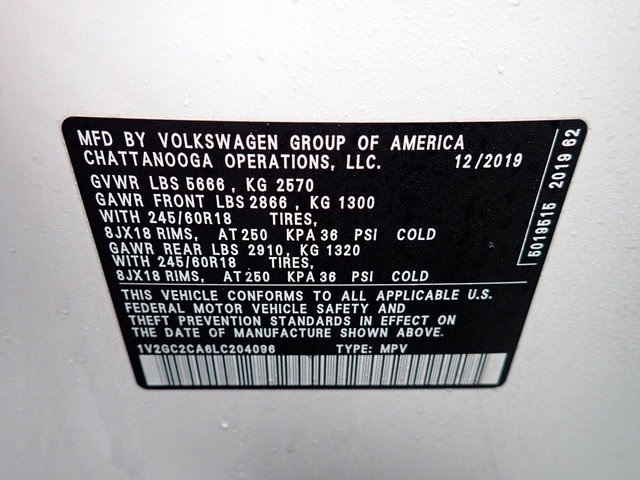 MFD BY VOLKSWAGEN GROUP OF AMERICA
CHATTANOOGA OPERATIONS, LLC. 12/2019
GVWR LBS 5666 , KG 2570
GAWR FRONT LBS 2866 , KG 1300
WITH 245/60R18 TIRES,
8JX18 RIMS, AT 250 KPA 36 PSI COLD
GAWR REAR LBS 2910, KG 1320
WITH 245/60R18 TIRES,
8JX18 RIMS, AT 250 KPA 36 PSI COLD
THIS VEHICLE CONFORMS TO ALL APPLICABLE U.S.
FEDERAL MOTOR VEHICLE SAFETY AND
THEFT PREVENTION STANDARDS IN EFFECT ON
THE DATE OF MANUFACTURE SHOWN ABOVE.
1V2GC2CA6LC204096 TYPE: MPV
5019515 2019 62